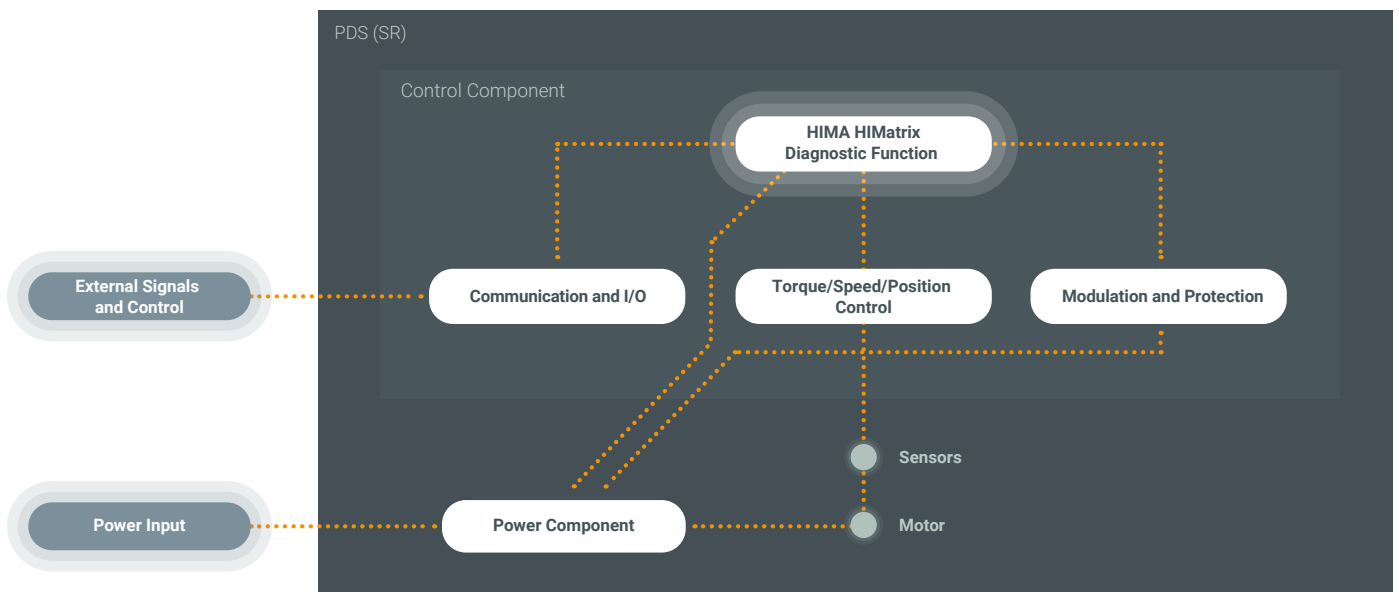 PDS (SR)
Control Component
HIMA HIMatrix
Diagnostic Function
External Signals
and Control
Communication and I/O
Torque/Speed/Position
Control
Modulation and Protection
Sensors
Power Input
Power Component
Motor